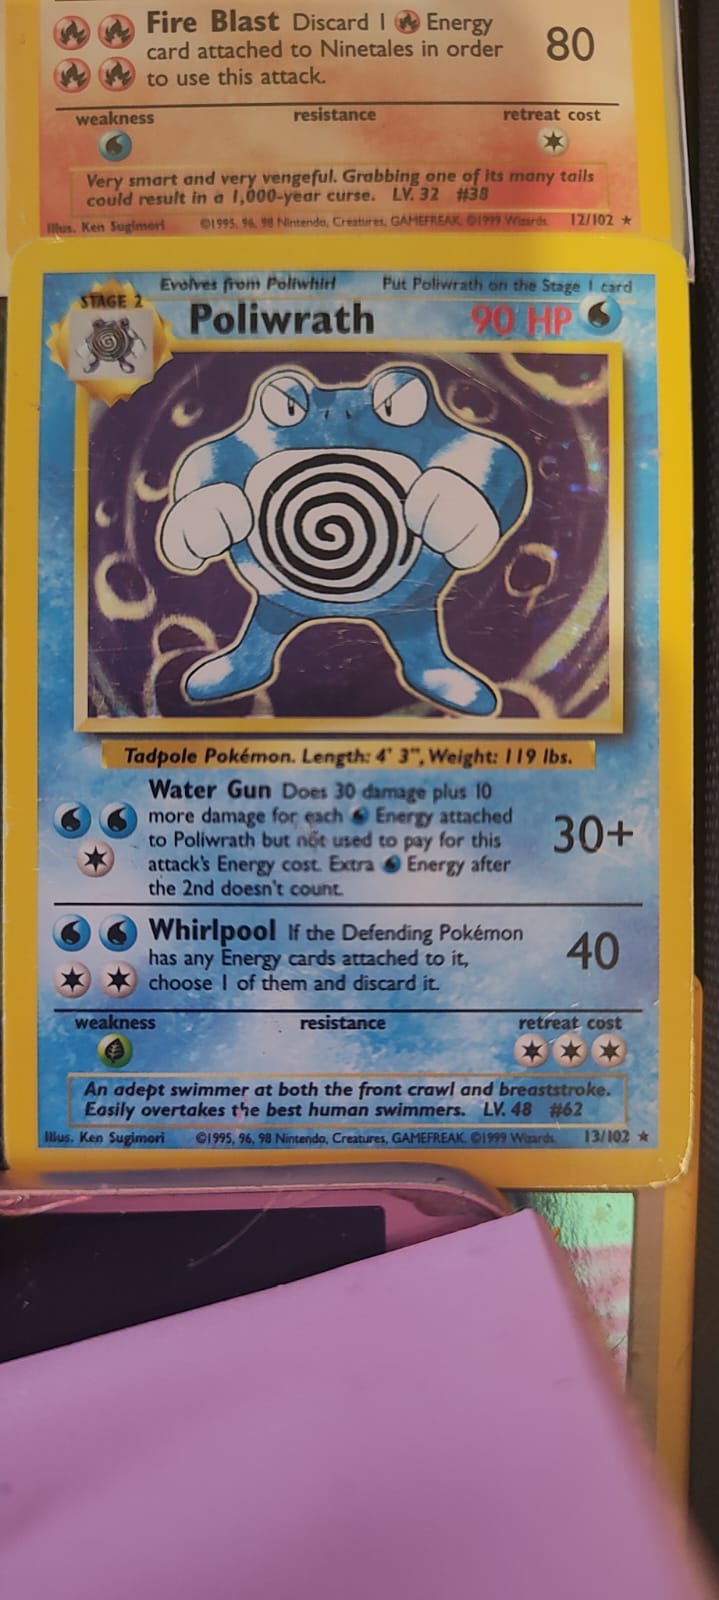 Fire Blast Discard 1 Energy
card attached to Ninetales in order
to use this attack.
80
weakness resistance retreat cost
Very smart and very vengeful. Grabbing one of its many tails
could result in a 1,000-year curse. LV. 32 #38
Illus. Ken Sugimori ©1995, 96, 98 Nintendo, Creatures, GAMEFREAK. ©1999 Wizards. 12/102 ★
Evolves from Poliwhirl Put Poliwrath on the Stage 1 card
STAGE 2
Poliwrath 90 HP
Tadpole Pokémon. Length: 4' 3", Weight: 119 lbs.
Water Gun Does 30 damage plus 10
more damage for each Energy attached
to Poliwrath but not used to pay for this
attack's Energy cost. Extra Energy after
the 2nd doesn't count.
30+
Whirlpool If the Defending Pokémon
has any Energy cards attached to it,
choose 1 of them and discard it.
40
weakness resistance retreat cost
An adept swimmer at both the front crawl and breaststroke.
Easily overtakes the best human swimmers. LV. 48 #62
Illus. Ken Sugimori ©1995, 96, 98 Nintendo, Creatures, GAMEFREAK. ©1999 Wizards. 13/102 ★